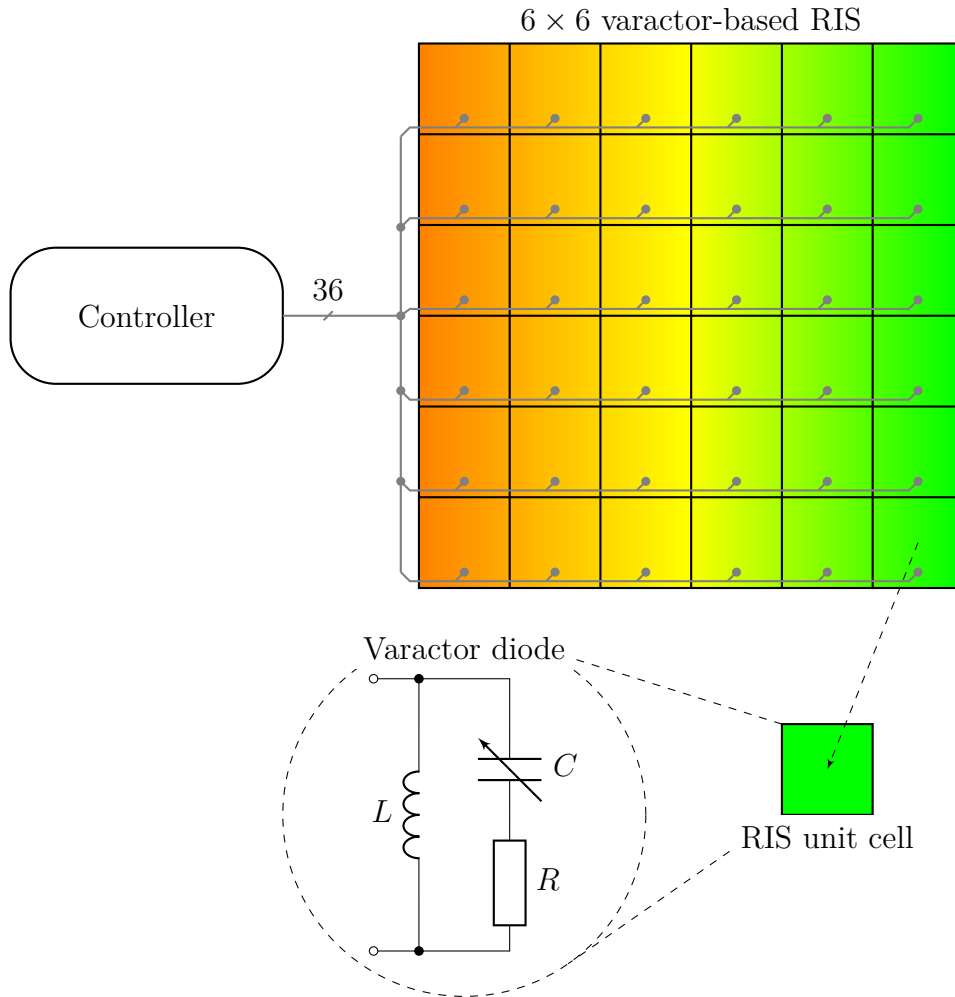 6 × 6 varactor-based RIS
36
Controller
Varactor diode
C
L
R
RIS unit cell